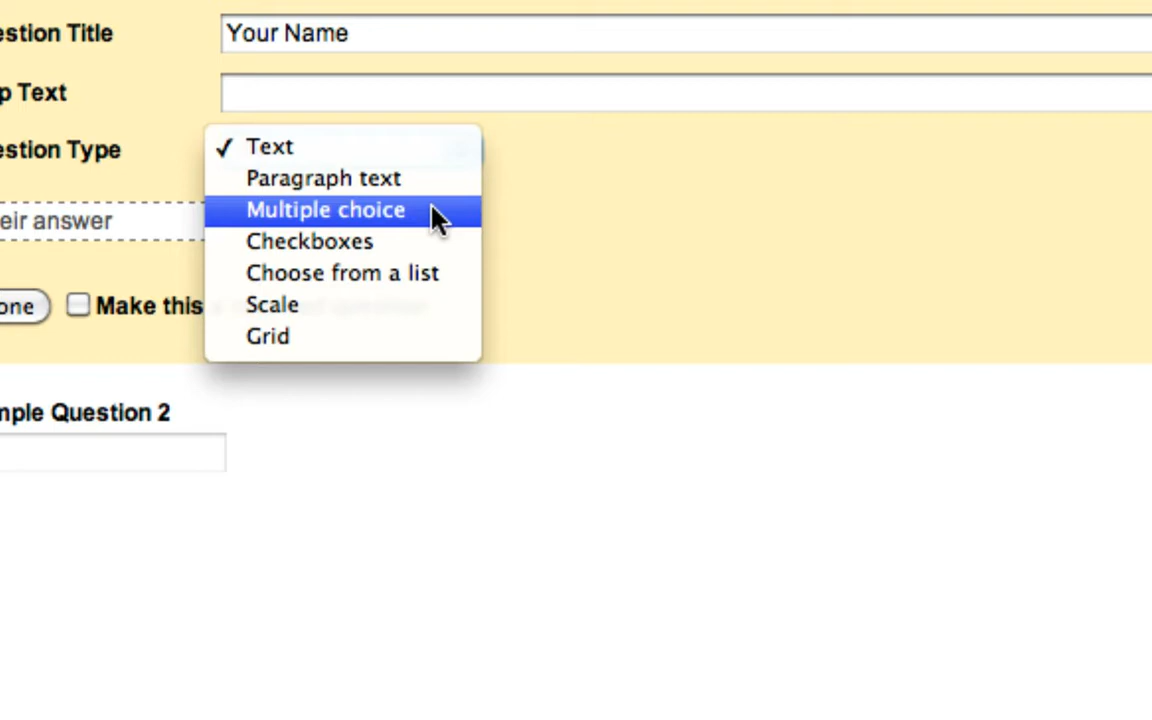 estion Title Your Name
p Text
estion Type
✓ Text
Paragraph text
Multiple choice
Checkboxes
Choose from a list
Scale
Grid
eir answer
one Make this
mple Question 2